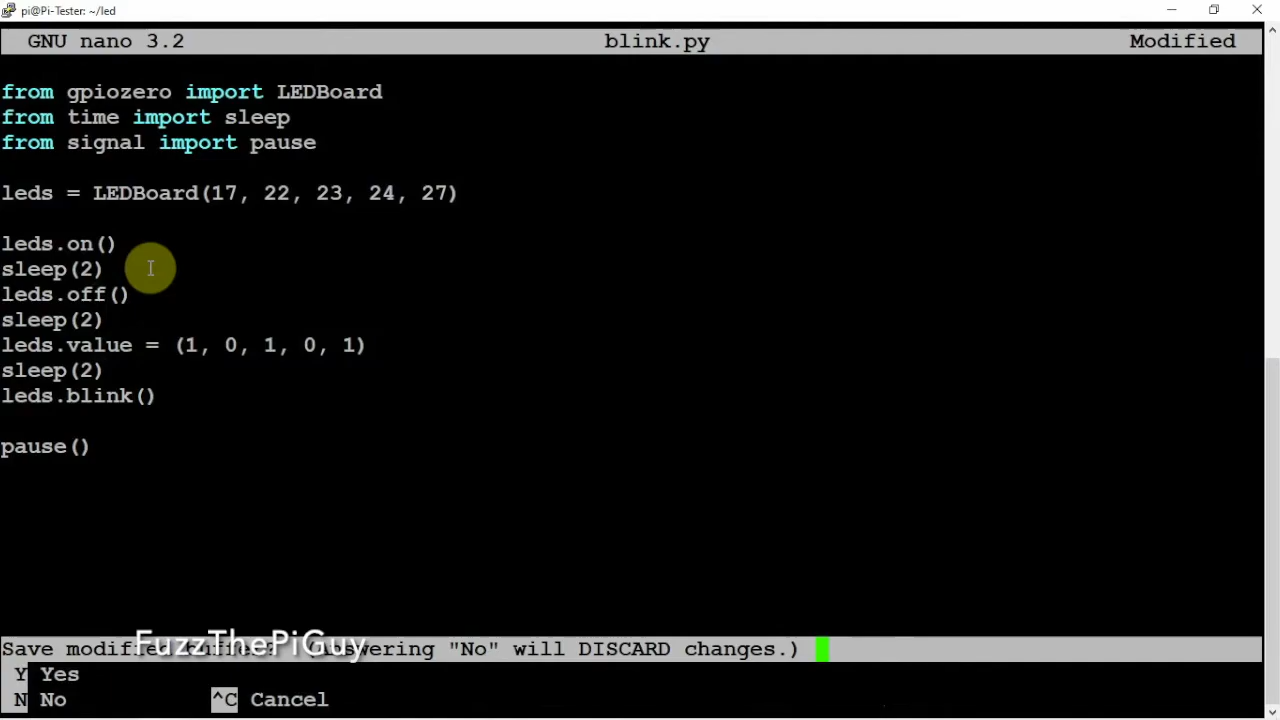 pi@Pi-Tester: ~/led
GNU nano 3.2 blink.py Modified
from gpiozero import LEDBoard
from time import sleep
from signal import pause
leds = LEDBoard(17, 22, 23, 24, 27)
leds.on()
sleep(2)
leds.off()
sleep(2)
leds.value = (1, 0, 1, 0, 1)
sleep(2)
leds.blink()
pause()
FuzzThePiGuy
Save modified buffer? (Answering "No" will DISCARD changes.)
Y Yes
N No ^C Cancel